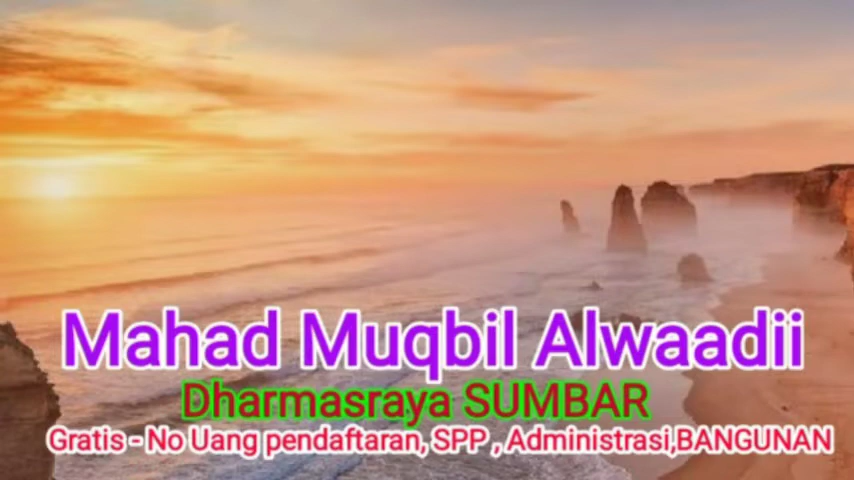 Mahad Muqbil Alwaadii
Dharmasraya SUMBAR
Gratis - No Uang pendaftaran, SPP , Administrasi,BANGUNAN